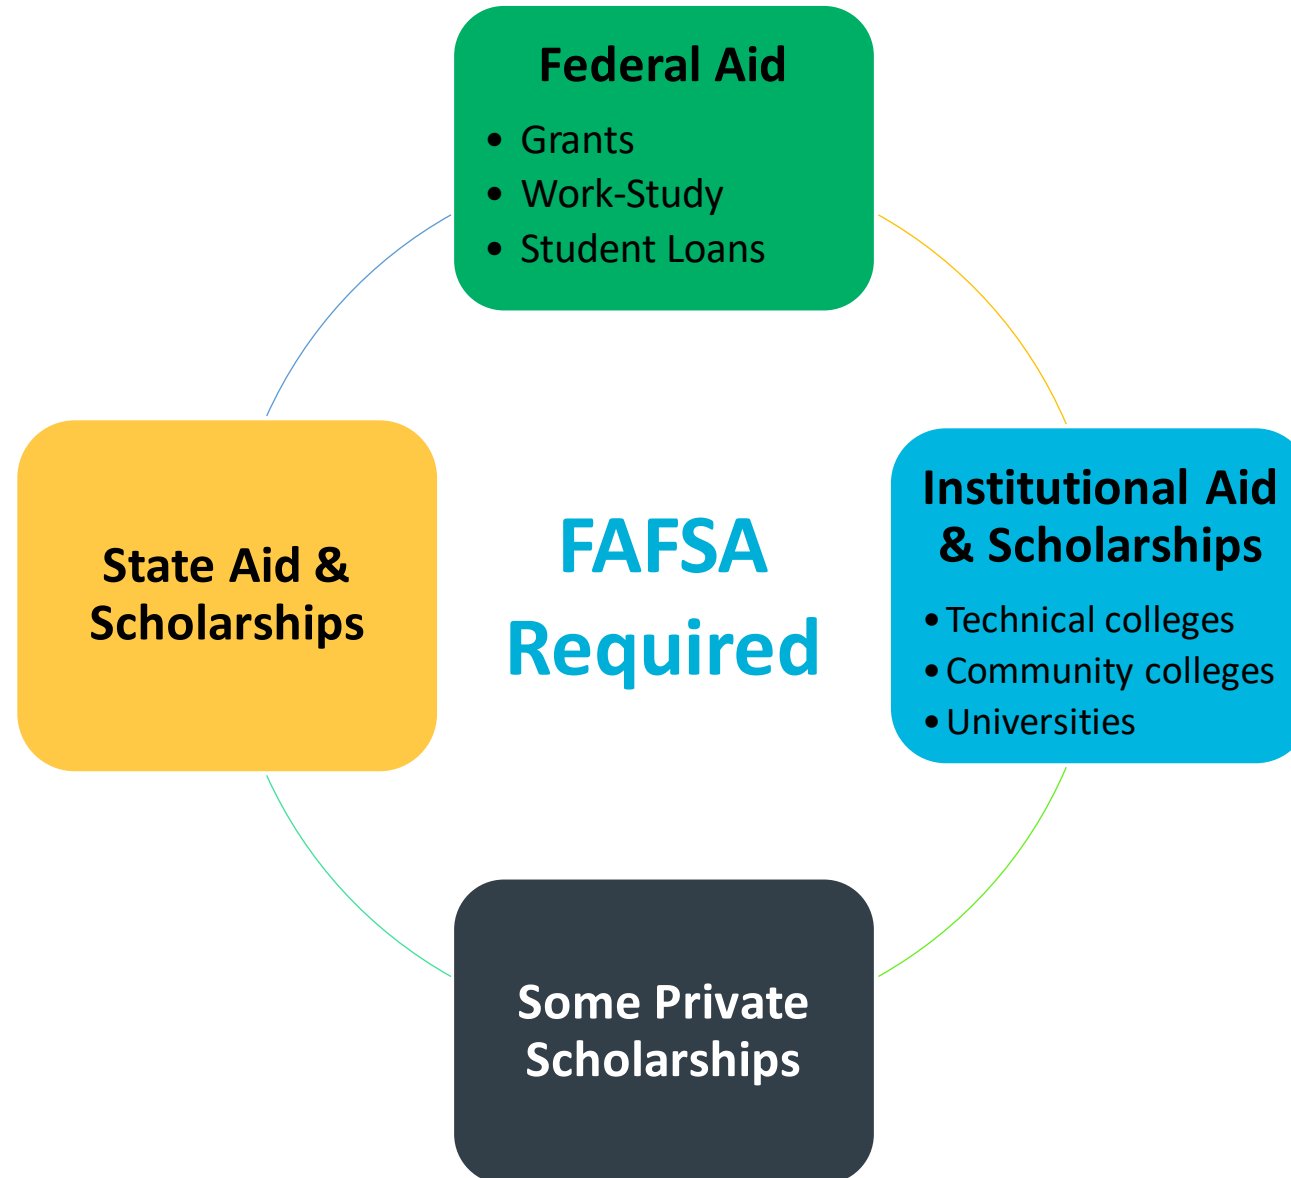 Federal Aid
• Grants
• Work-Study
• Student Loans
State Aid &
Scholarships
FAFSA
Required
Institutional Aid
& Scholarships
• Technical colleges
• Community colleges
• Universities
Some Private
Scholarships